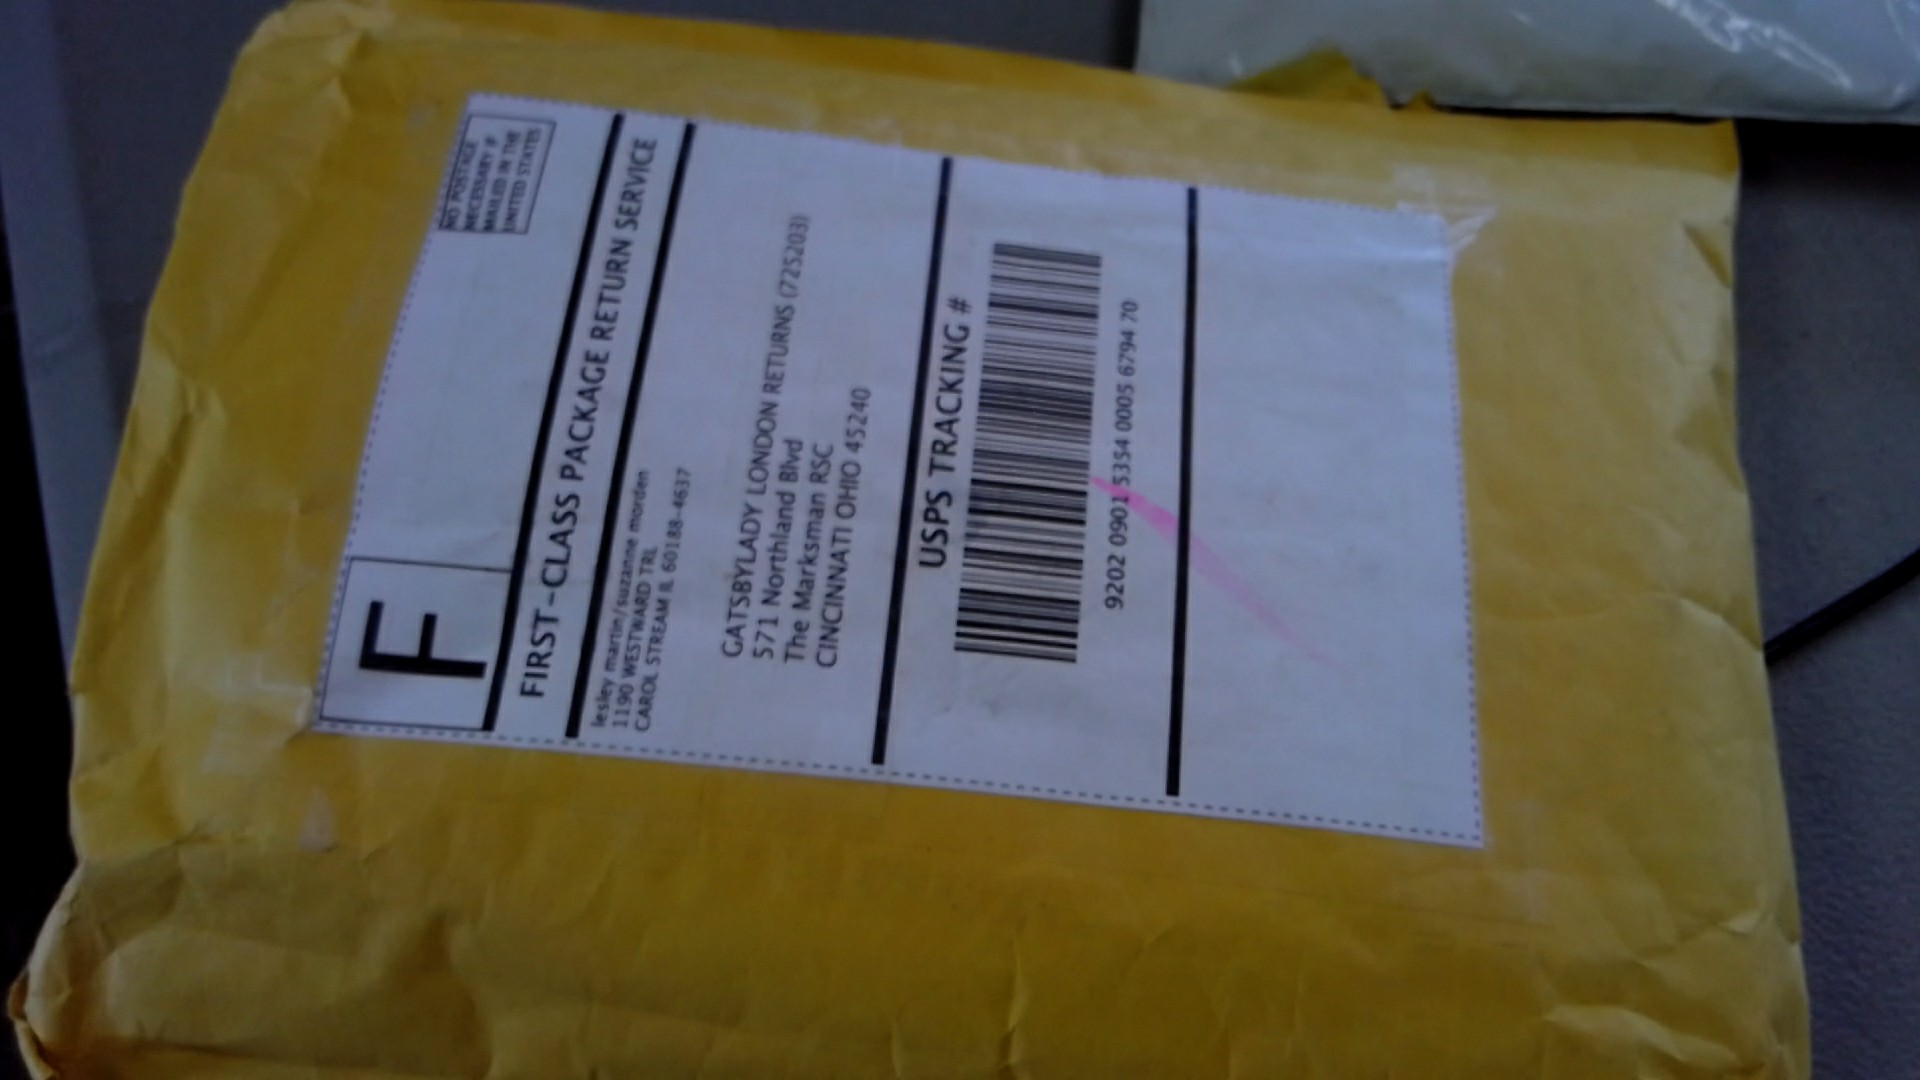 F
NO POSTAGE
NECESSARY IF
MAILED IN THE
UNITED STATES
FIRST-CLASS PACKAGE RETURN SERVICE
lesley martin/suzanne morden
1190 WESTWARD TRL
CAROL STREAM IL 60188-4637
GATSBYLADY LONDON RETURNS (725203)
571 Northland Blvd
The Marksman RSC
CINCINNATI OHIO 45240
USPS TRACKING #
9202 0901 5354 0005 6794 70